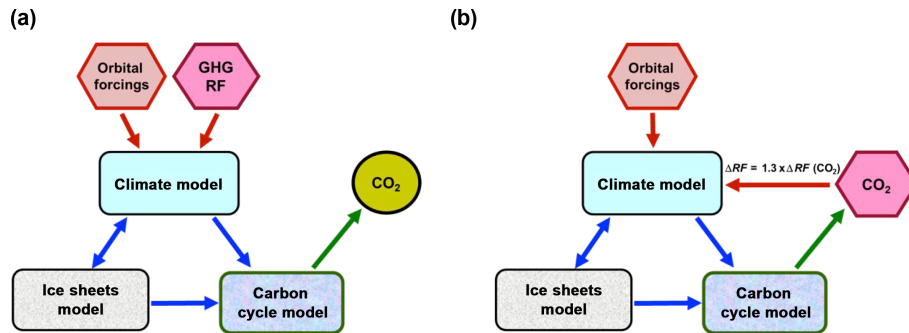 (a)
Orbital
forcings
GHG
RF
Climate model
CO₂
Ice sheets
model
Carbon
cycle model
(b)
Orbital
forcings
Climate model
ΔRF = 1.3 x ΔRF (CO₂)
CO₂
Ice sheets
model
Carbon
cycle model